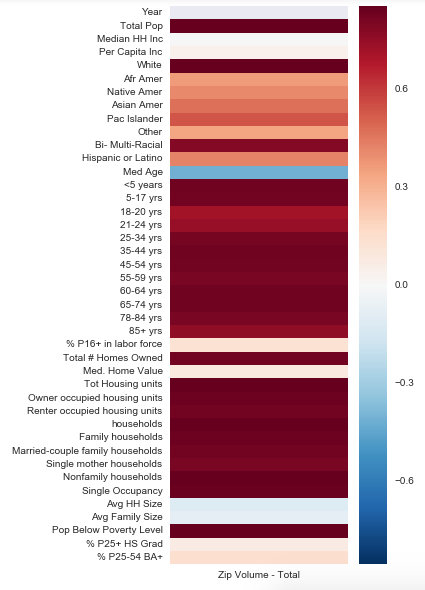 Year
Total Pop
Median HH Inc
Per Capita Inc
White
Afr Amer
Native Amer
Asian Amer
Pac Islander
Other
Bi- Multi-Racial
Hispanic or Latino
Med Age
<5 years
5-17 yrs
18-20 yrs
21-24 yrs
25-34 yrs
35-44 yrs
45-54 yrs
55-59 yrs
60-64 yrs
65-74 yrs
78-84 yrs
85+ yrs
% P16+ in labor force
Total # Homes Owned
Med. Home Value
Tot Housing units
Owner occupied housing units
Renter occupied housing units
households
Family households
Married-couple family households
Single mother households
Nonfamily households
Single Occupancy
Avg HH Size
Avg Family Size
Pop Below Poverty Level
% P25+ HS Grad
% P25-54 BA+
Zip Volume - Total
0.6
0.3
0.0
−0.3
−0.6